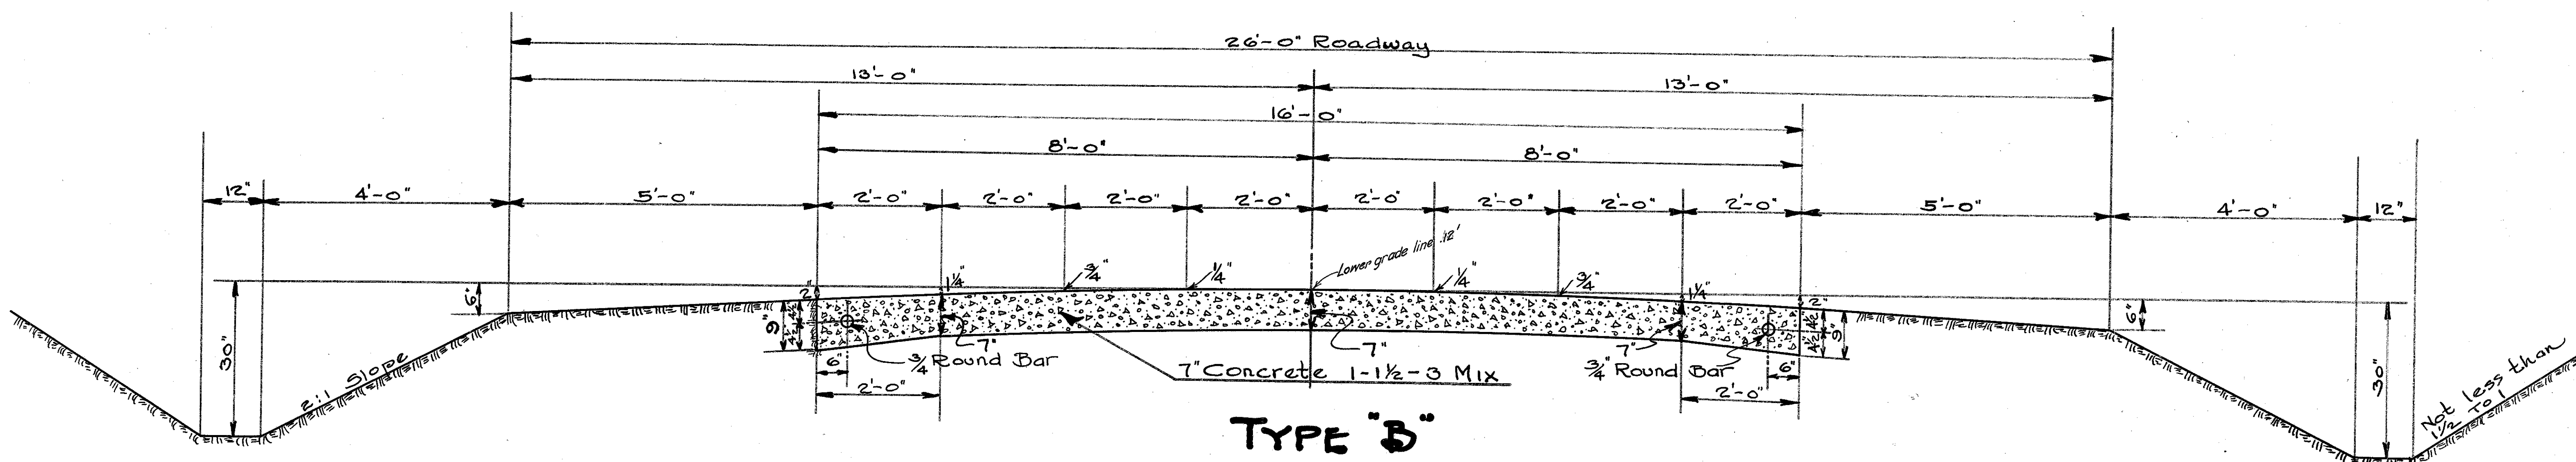 26'-0" Roadway
13'-0" 13'-0"
16'-0"
8'-0" 8'-0"
12" 4'-0" 5'-0" 2'-0" 2'-0" 2'-0" 2'-0" 2'-0" 2'-0" 2'-0" 2'-0" 5'-0" 4'-0" 12"
Lower grade line .12'
6" 2" 1¼" ¾" ¼" ¼" ¾" 1¼" 2" 6"
30" 9" 4½" 4½" 4½" 4½" 9" 30"
7" 7" 7"
6" ¾ Round Bar ¾" Round Bar 6"
7" Concrete 1-1½-3 Mix
2'-0" 2'-0"
2:1 Slope
Not less than
1½ To 1
TYPE "B"